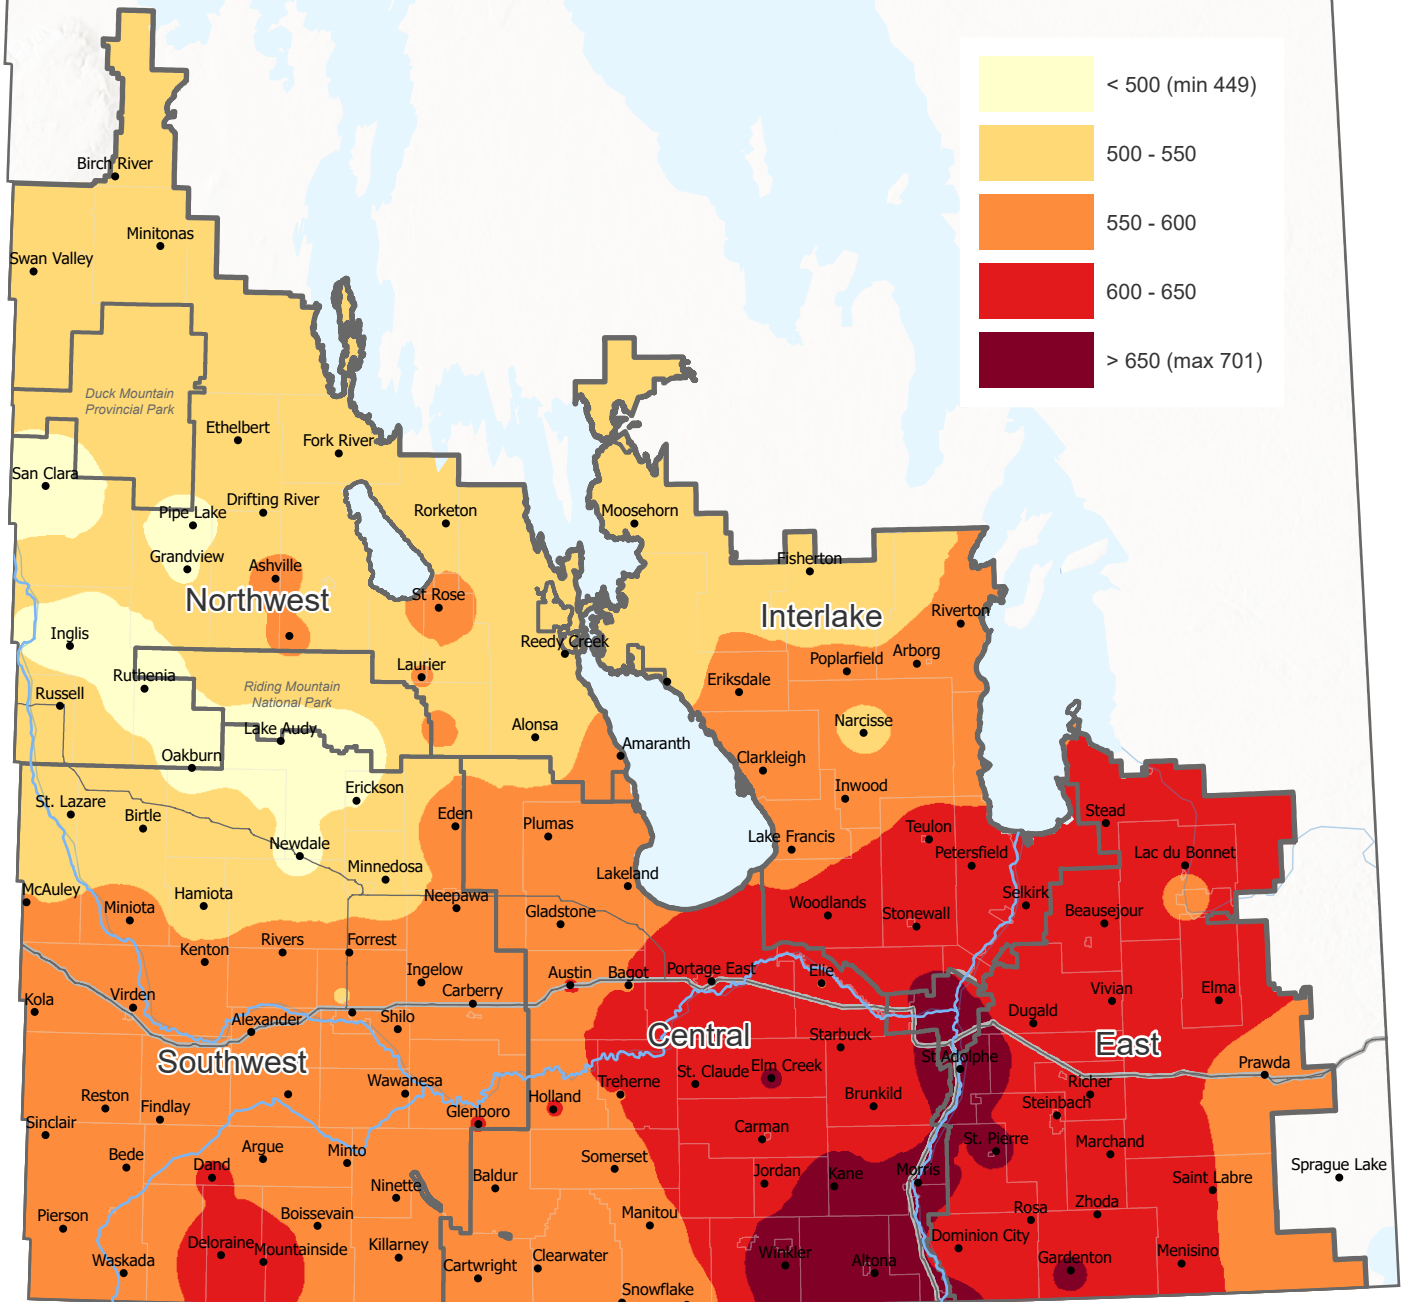 < 500 (min 449)
500 - 550
550 - 600
600 - 650
> 650 (max 701)
Birch River
Minitonas
Swan Valley
Duck Mountain
Provincial Park
Ethelbert
Fork River
San Clara
Drifting River
Pipe Lake
Rorketon
Moosehorn
Grandview
Ashville
Fisherton
Northwest
St Rose
Interlake
Riverton
Inglis
Reedy Creek
Arborg
Poplarfield
Laurier
Ruthenia
Eriksdale
Riding Mountain
National Park
Russell
Lake Audy
Alonsa
Narcisse
Amaranth
Oakburn
Clarkleigh
Erickson
Inwood
St. Lazare
Birtle
Eden
Plumas
Stead
Teulon
Lake Francis
Newdale
Petersfield
Lac du Bonnet
Minnedosa
Lakeland
McAuley
Hamiota
Neepawa
Selkirk
Miniota
Gladstone
Woodlands
Stonewall
Beausejour
Kenton
Rivers
Forrest
Ingelow
Austin
Bagot
Portage East
Elie
Kola
Virden
Carberry
Vivian
Elma
Alexander
Shilo
Dugald
Central
Starbuck
East
Southwest
St Adolphe
Prawda
Wawanesa
Treherne
St. Claude
Elm Creek
Richer
Reston
Findlay
Holland
Brunkild
Steinbach
Sinclair
Glenboro
Carman
St. Pierre
Marchand
Bede
Argue
Minto
Somerset
Dand
Baldur
Jordan
Kane
Morris
Sprague Lake
Ninette
Saint Labre
Pierson
Boissevain
Manitou
Rosa
Zhoda
Deloraine
Mountainside
Killarney
Clearwater
Winkler
Altona
Dominion City
Gardenton
Menisino
Waskada
Cartwright
Snowflake